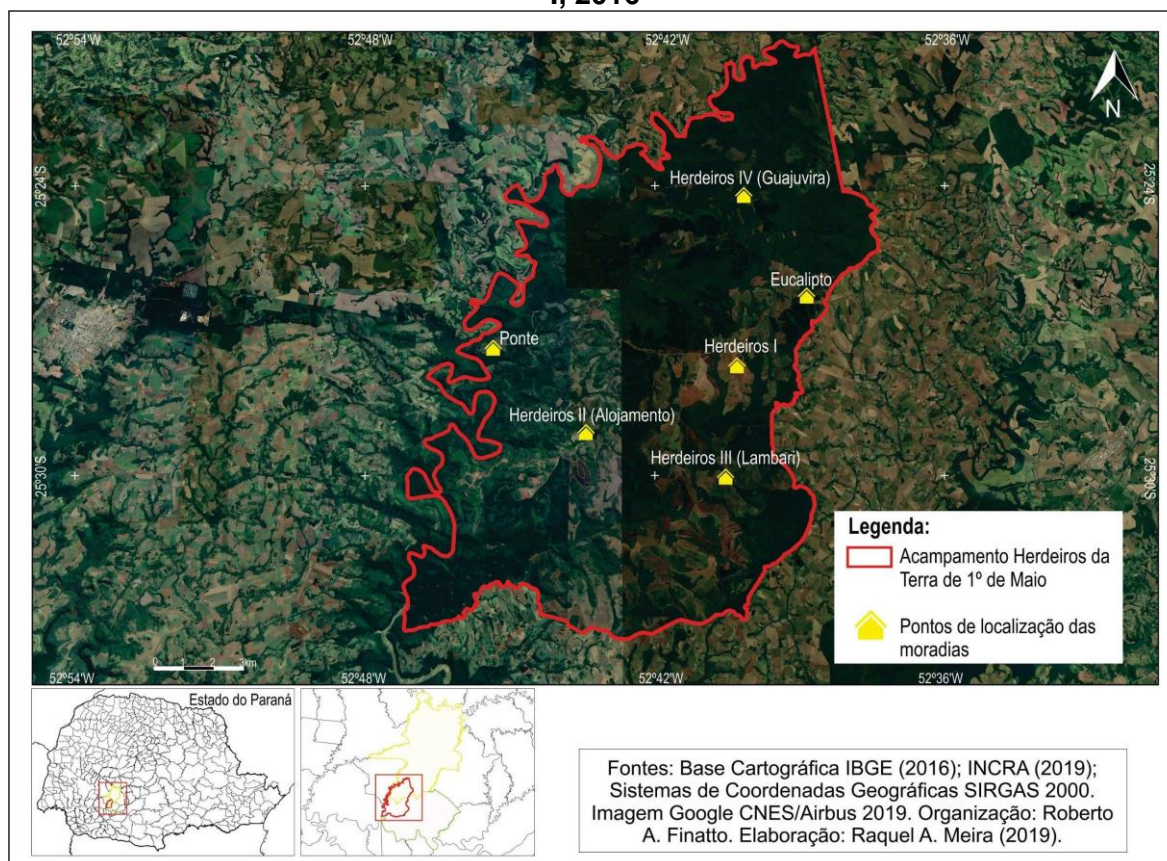 I, 2016
52°54'W 52°48'W 52°42'W 52°36'W
N
25°24'S 25°24'S
Herdeiros IV (Guajuvira)
Eucalipto
Ponte
Herdeiros I
Herdeiros II (Alojamento)
Herdeiros III (Lambari)
25°30'S 25°30'S
Legenda:
Acampamento Herdeiros da
Terra de 1º de Maio
Pontos de localização das
moradias
0 1 2 3km
52°54'W 52°48'W 52°42'W 52°36'W
Estado do Paraná
Fontes: Base Cartográfica IBGE (2016); INCRA (2019);
Sistemas de Coordenadas Geográficas SIRGAS 2000.
Imagem Google CNES/Airbus 2019. Organização: Roberto
A. Finatto. Elaboração: Raquel A. Meira (2019).